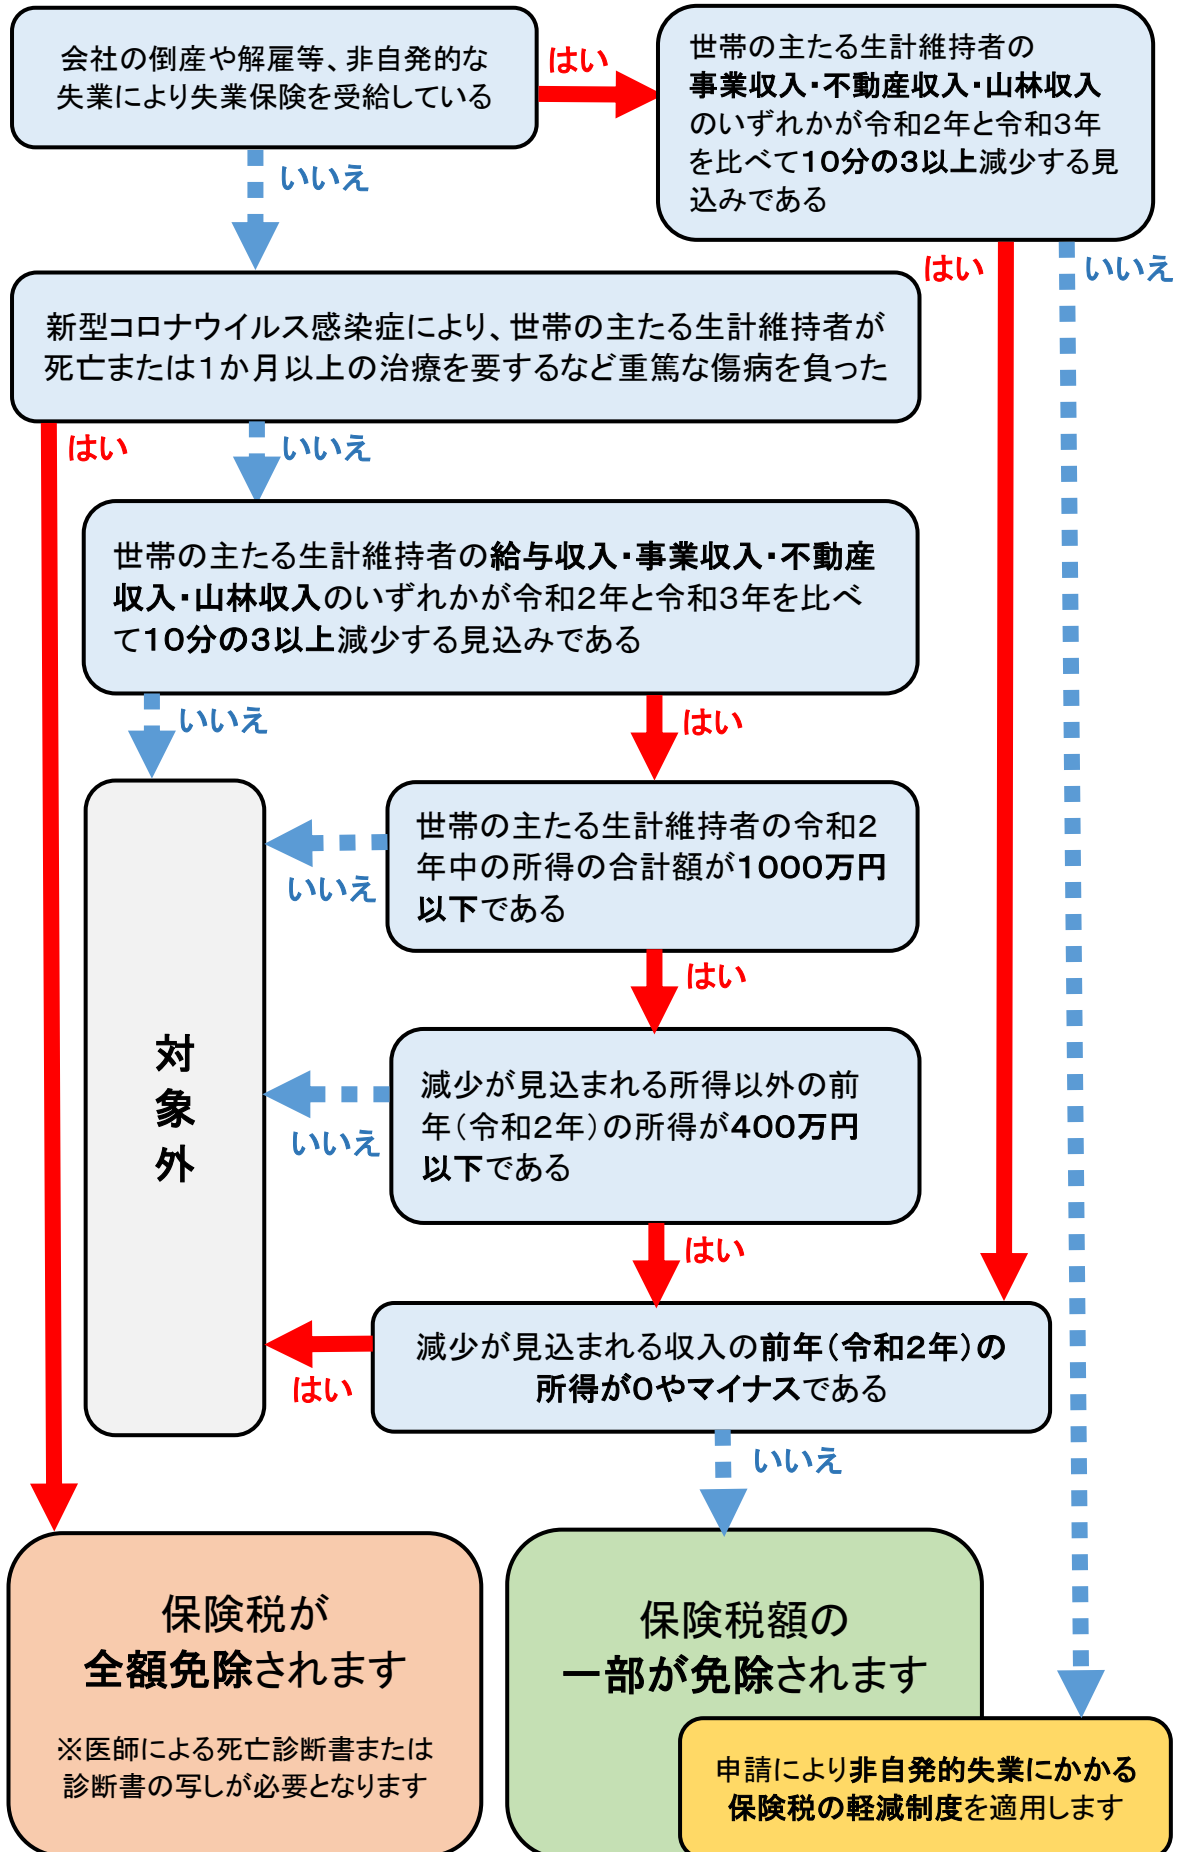 会社の倒産や解雇等、非自発的な
失業により失業保険を受給している
はい
世帯の主たる生計維持者の
事業収入・不動産収入・山林収入
のいずれかが令和2年と令和3年
を比べて10分の3以上減少する見
込みである
いいえ
はい
いいえ
新型コロナウイルス感染症により、世帯の主たる生計維持者が
死亡または1か月以上の治療を要するなど重篤な傷病を負った
はい
いいえ
世帯の主たる生計維持者の給与収入・事業収入・不動産
収入・山林収入のいずれかが令和2年と令和3年を比べ
て10分の3以上減少する見込みである
いいえ
はい
世帯の主たる生計維持者の令和2
年中の所得の合計額が1000万円
以下である
いいえ
はい
対
象
外
減少が見込まれる所得以外の前
年（令和2年）の所得が400万円
以下である
いいえ
はい
減少が見込まれる収入の前年（令和2年）の
所得が0やマイナスである
はい
いいえ
保険税が
全額免除されます
※医師による死亡診断書または
診断書の写しが必要となります
保険税額の
一部が免除されます
申請により非自発的失業にかかる
保険税の軽減制度を適用します